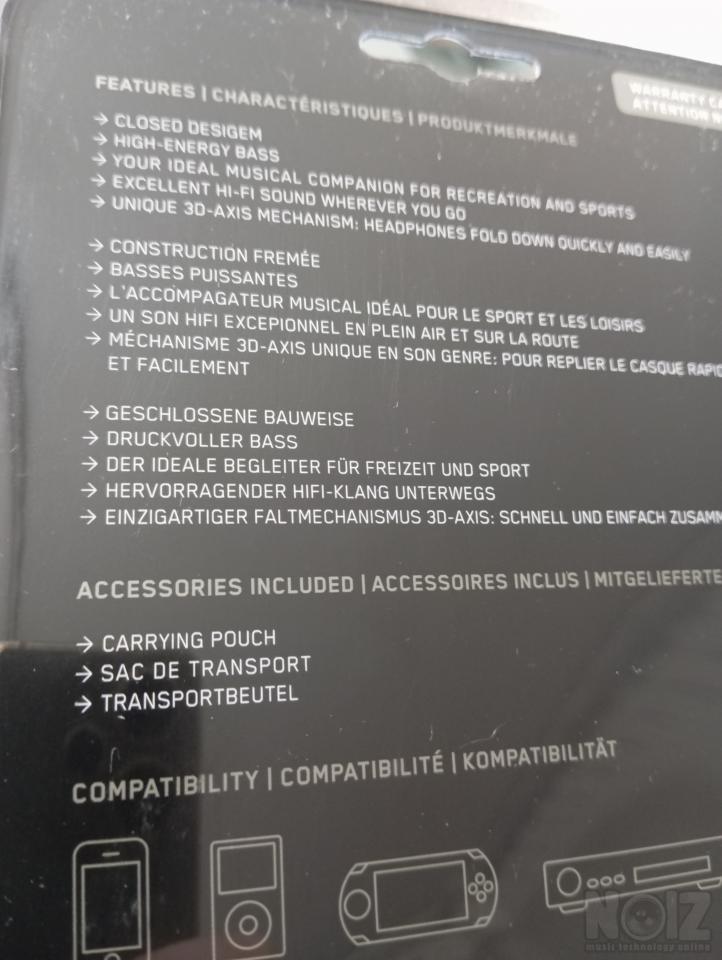 FEATURES | CHARACTÉRISTIQUES | PRODUKTMERKMALE
WARRANTY
ATTENTION
→ CLOSED DESIGEM
→ HIGH-ENERGY BASS
→ YOUR IDEAL MUSICAL COMPANION FOR RECREATION AND SPORTS
→ EXCELLENT HI-FI SOUND WHEREVER YOU GO
→ UNIQUE 3D-AXIS MECHANISM: HEADPHONES FOLD DOWN QUICKLY AND EASILY
→ CONSTRUCTION FREMÉE
→ BASSES PUISSANTES
→ L'ACCOMPAGATEUR MUSICAL IDÉAL POUR LE SPORT ET LES LOISIRS
→ UN SON HIFI EXCEPIONNEL EN PLEIN AIR ET SUR LA ROUTE
→ MÉCHANISME 3D-AXIS UNIQUE EN SON GENRE: POUR REPLIER LE CASQUE RAPID
ET FACILEMENT
→ GESCHLOSSENE BAUWEISE
→ DRUCKVOLLER BASS
→ DER IDEALE BEGLEITER FÜR FREIZEIT UND SPORT
→ HERVORRAGENDER HIFI-KLANG UNTERWEGS
→ EINZIGARTIGER FALTMECHANISMUS 3D-AXIS: SCHNELL UND EINFACH ZUSAMM
ACCESSORIES INCLUDED | ACCESSOIRES INCLUS | MITGELIEFERTE
→ CARRYING POUCH
→ SAC DE TRANSPORT
→ TRANSPORTBEUTEL
COMPATIBILITY | COMPATIBILITÉ | KOMPATIBILITÄT
NOIZ
music technology online